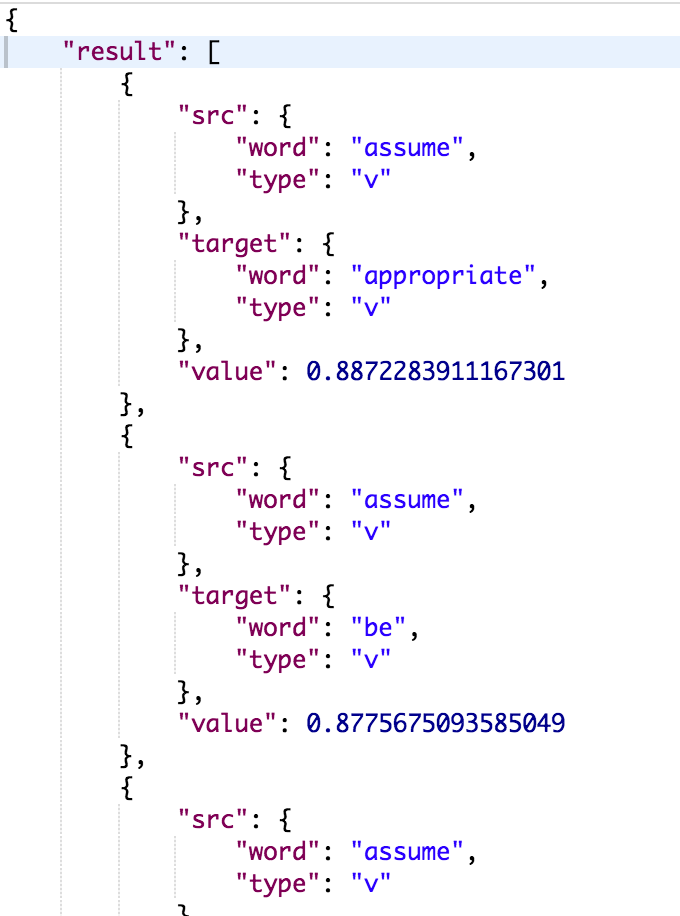 {
    "result": [
        {
            "src": {
                "word": "assume",
                "type": "v"
            },
            "target": {
                "word": "appropriate",
                "type": "v"
            },
            "value": 0.8872283911167301
        },
        {
            "src": {
                "word": "assume",
                "type": "v"
            },
            "target": {
                "word": "be",
                "type": "v"
            },
            "value": 0.8775675093585049
        },
        {
            "src": {
                "word": "assume",
                "type": "v"
            }